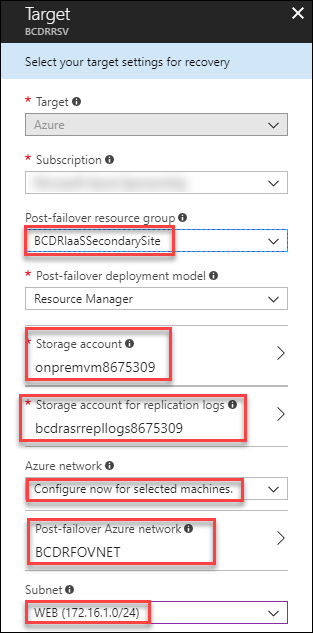 Target
BCDRRSV
Select your target settings for recovery
* Target
Azure
* Subscription
Post-failover resource group
BCDRIaaSSecondarySite
* Post-failover deployment model
Resource Manager
* Storage account
onpremvm8675309
* Storage account for replication logs
bcdrasrrepllogs8675309
Azure network
Configure now for selected machines.
Post-failover Azure network
BCDRFOVNET
Subnet
WEB (172.16.1.0/24)